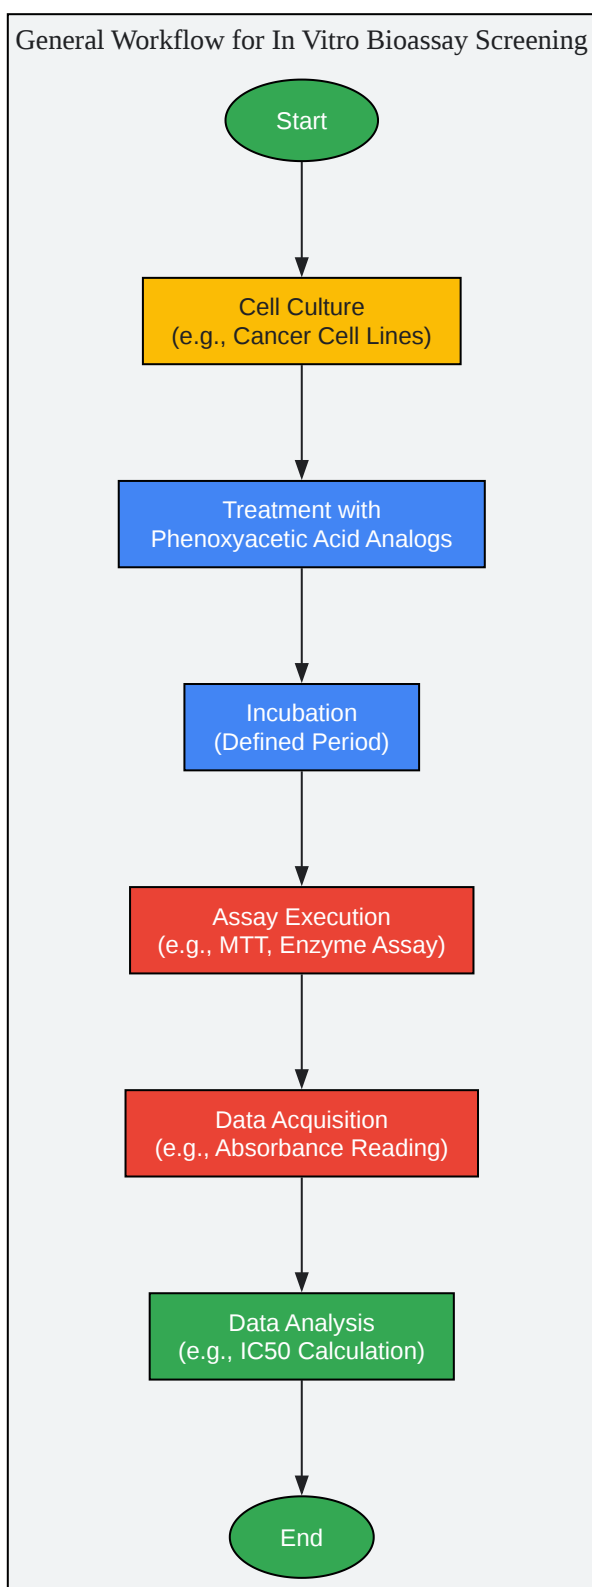 General Workflow for In Vitro Bioassay Screening
Start
Cell Culture
(e.g., Cancer Cell Lines)
Treatment with
Phenoxyacetic Acid Analogs
Incubation
(Defined Period)
Assay Execution
(e.g., MTT, Enzyme Assay)
Data Acquisition
(e.g., Absorbance Reading)
Data Analysis
(e.g., IC50 Calculation)
End